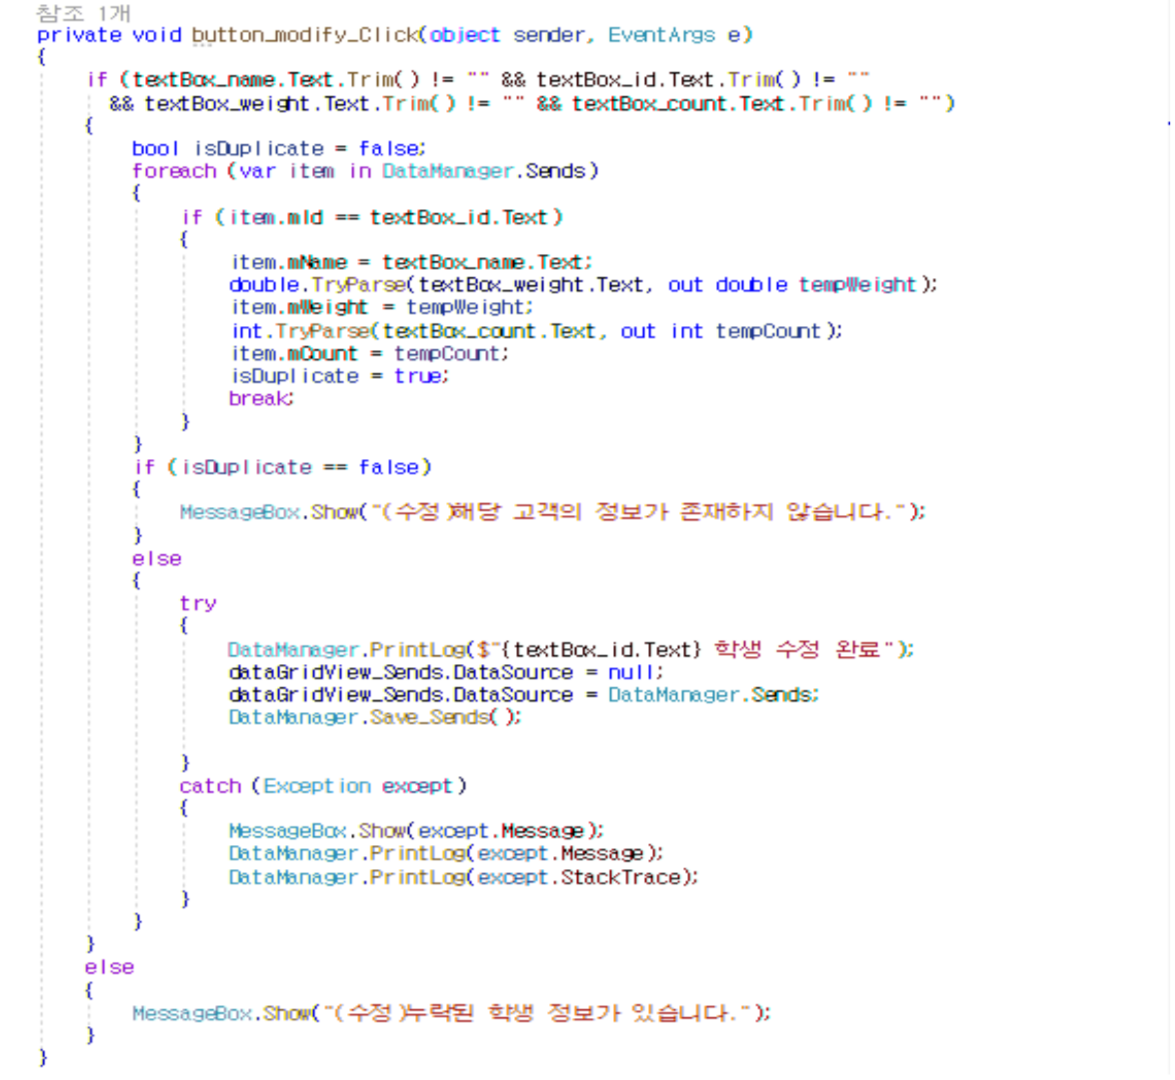 참조 1개
private void button_modify_Click(object sender, EventArgs e)
{
if (textBox_name.Text.Trim() != "" && textBox_id.Text.Trim() != ""
&& textBox_weight.Text.Trim() != "" && textBox_count.Text.Trim() != "")
{
bool isDuplicate = false;
foreach (var item in DataManager.Sends)
{
if (item.mId == textBox_id.Text)
{
item.mName = textBox_name.Text;
double.TryParse(textBox_weight.Text, out double tempWeight);
item.mWeight = tempWeight;
int.TryParse(textBox_count.Text, out int tempCount);
item.mCount = tempCount;
isDuplicate = true;
break;
}
}
if (isDuplicate == false)
{
MessageBox.Show("(수정)해당 고객의 정보가 존재하지 않습니다.");
}
else
{
try
{
DataManager.PrintLog($"{textBox_id.Text} 학생 수정 완료");
dataGridView_Sends.DataSource = null;
dataGridView_Sends.DataSource = DataManager.Sends;
DataManager.Save_Sends();
}
catch (Exception except)
{
MessageBox.Show(except.Message);
DataManager.PrintLog(except.Message);
DataManager.PrintLog(except.StackTrace);
}
}
}
else
{
MessageBox.Show("(수정)누락된 학생 정보가 있습니다.");
}
}